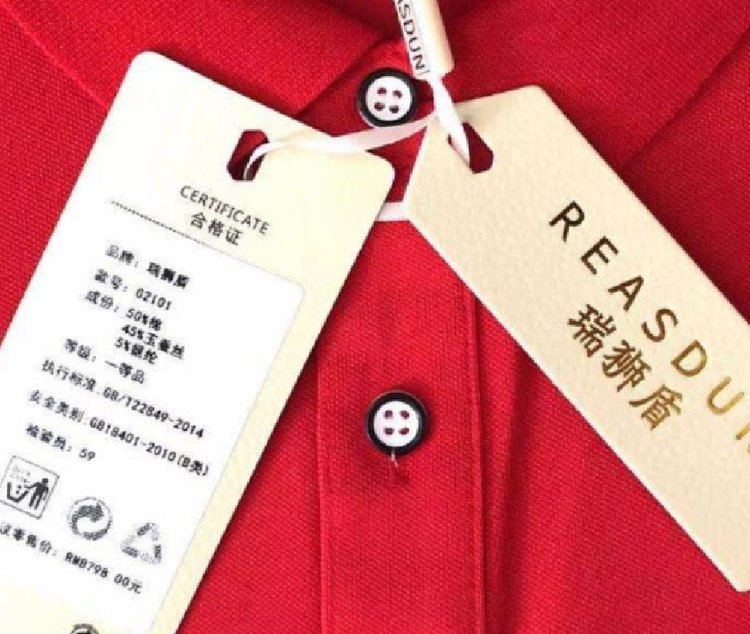 ASDUN
CERTIFICATE
合格证
品牌: 瑞狮盾
款号: G2101
成份: 50%棉
45%玉蚕丝
5%氨纶
等级: 一等品
执行标准:GB/T22849-2014
安全类别:GB18401-2010(B类)
检验员: 59
议零售价: RMB798.00元
REASDUN
瑞狮盾